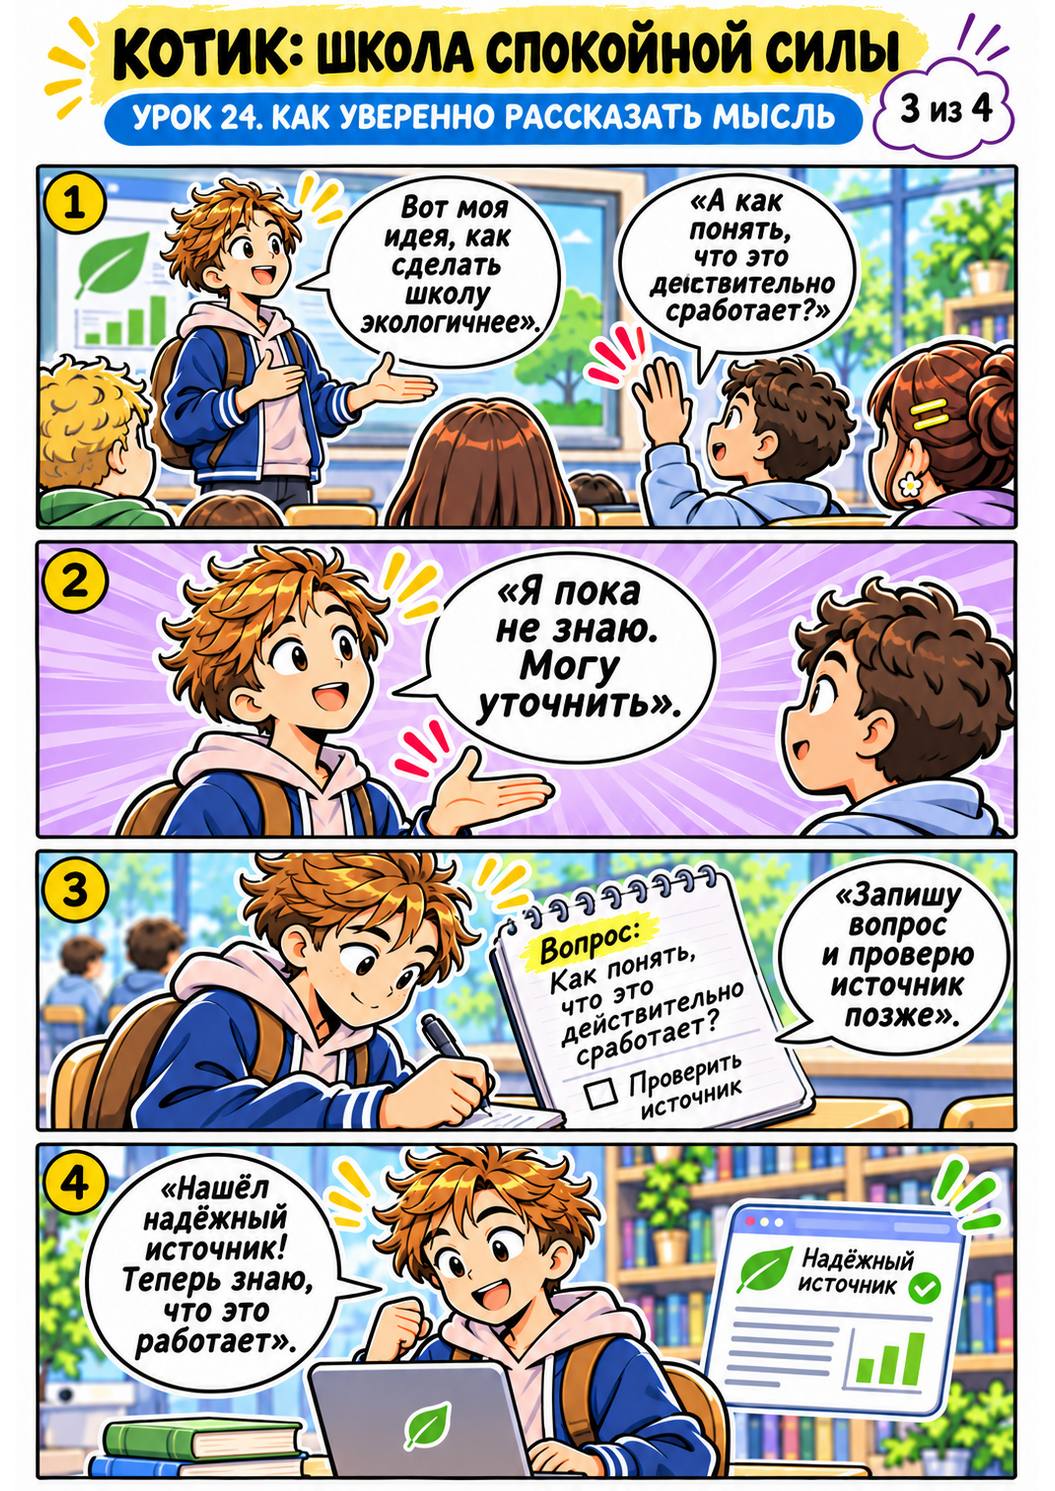 КОТИК: ШКОЛА СПОКОЙНОЙ СИЛЫ
УРОК 24. КАК УВЕРЕННО РАССКАЗАТЬ МЫСЛЬ
3 из 4
1
Вот моя
идея, как
сделать
школу
экологичнее».
«А как
понять,
что это
действительно
сработает?»
2
«Я пока
не знаю.
Могу
уточнить».
3
Вопрос:
Как понять,
что это
действительно
сработает?
Проверить
источник
«Запишу
вопрос
и проверю
источник
позже».
4
«Нашёл
надёжный
источник!
Теперь знаю,
что это
работает».
Надёжный
источник